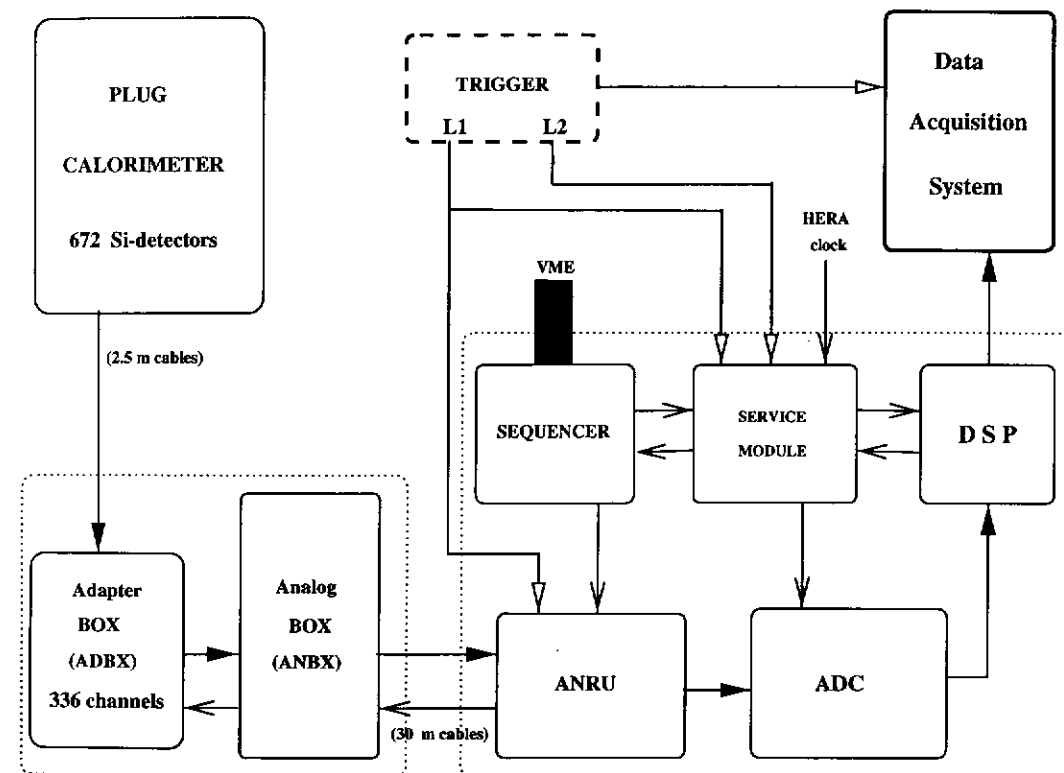 PLUG
CALORIMETER
672 Si-detectors
(2.5 m cables)
TRIGGER
L1 L2
Data
Acquisition
System
HERA
clock
VME
SEQUENCER
SERVICE
MODULE
D S P
Adapter
BOX
(ADBX)
336 channels
Analog
BOX
(ANBX)
(30 m cables)
ANRU
ADC